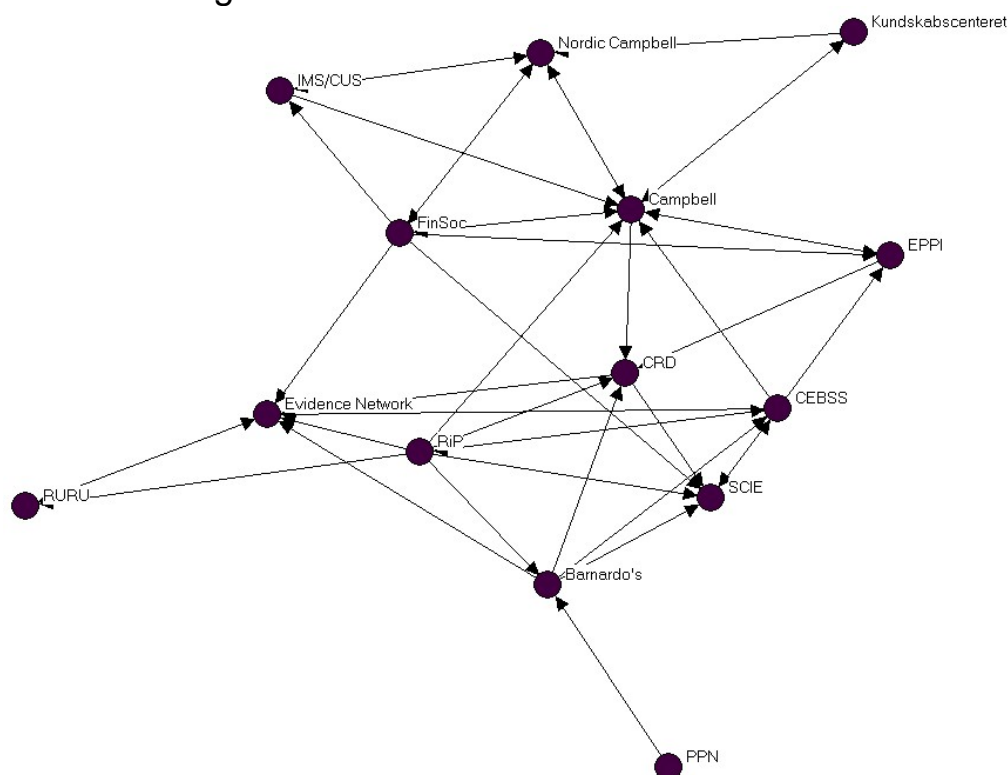 Kundskabscenteret
Nordic Campbell
IMS/CUS
Campbell
FinSoc
EPPI
CRD
CEBSS
Evidence Network
RiP
SCIE
RURU
Barnardo's
PPN